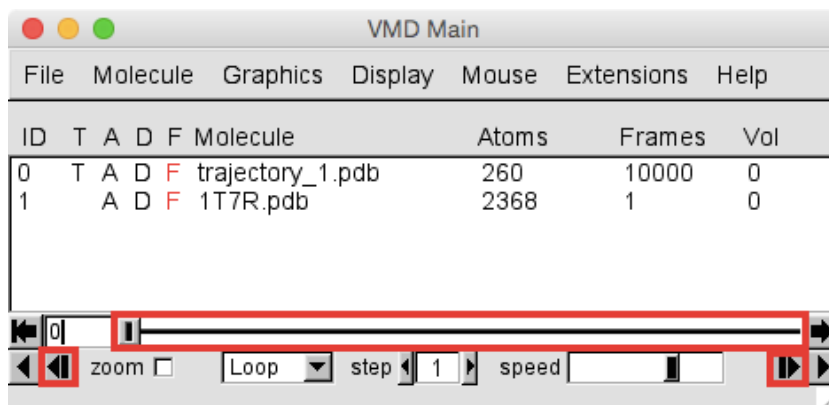 VMD Main
File Molecule Graphics Display Mouse Extensions Help
ID T A D F Molecule Atoms Frames Vol
0 T A D F trajectory_1.pdb 260 10000 0
1 A D F 1T7R.pdb 2368 1 0
0
zoom Loop step 1 speed